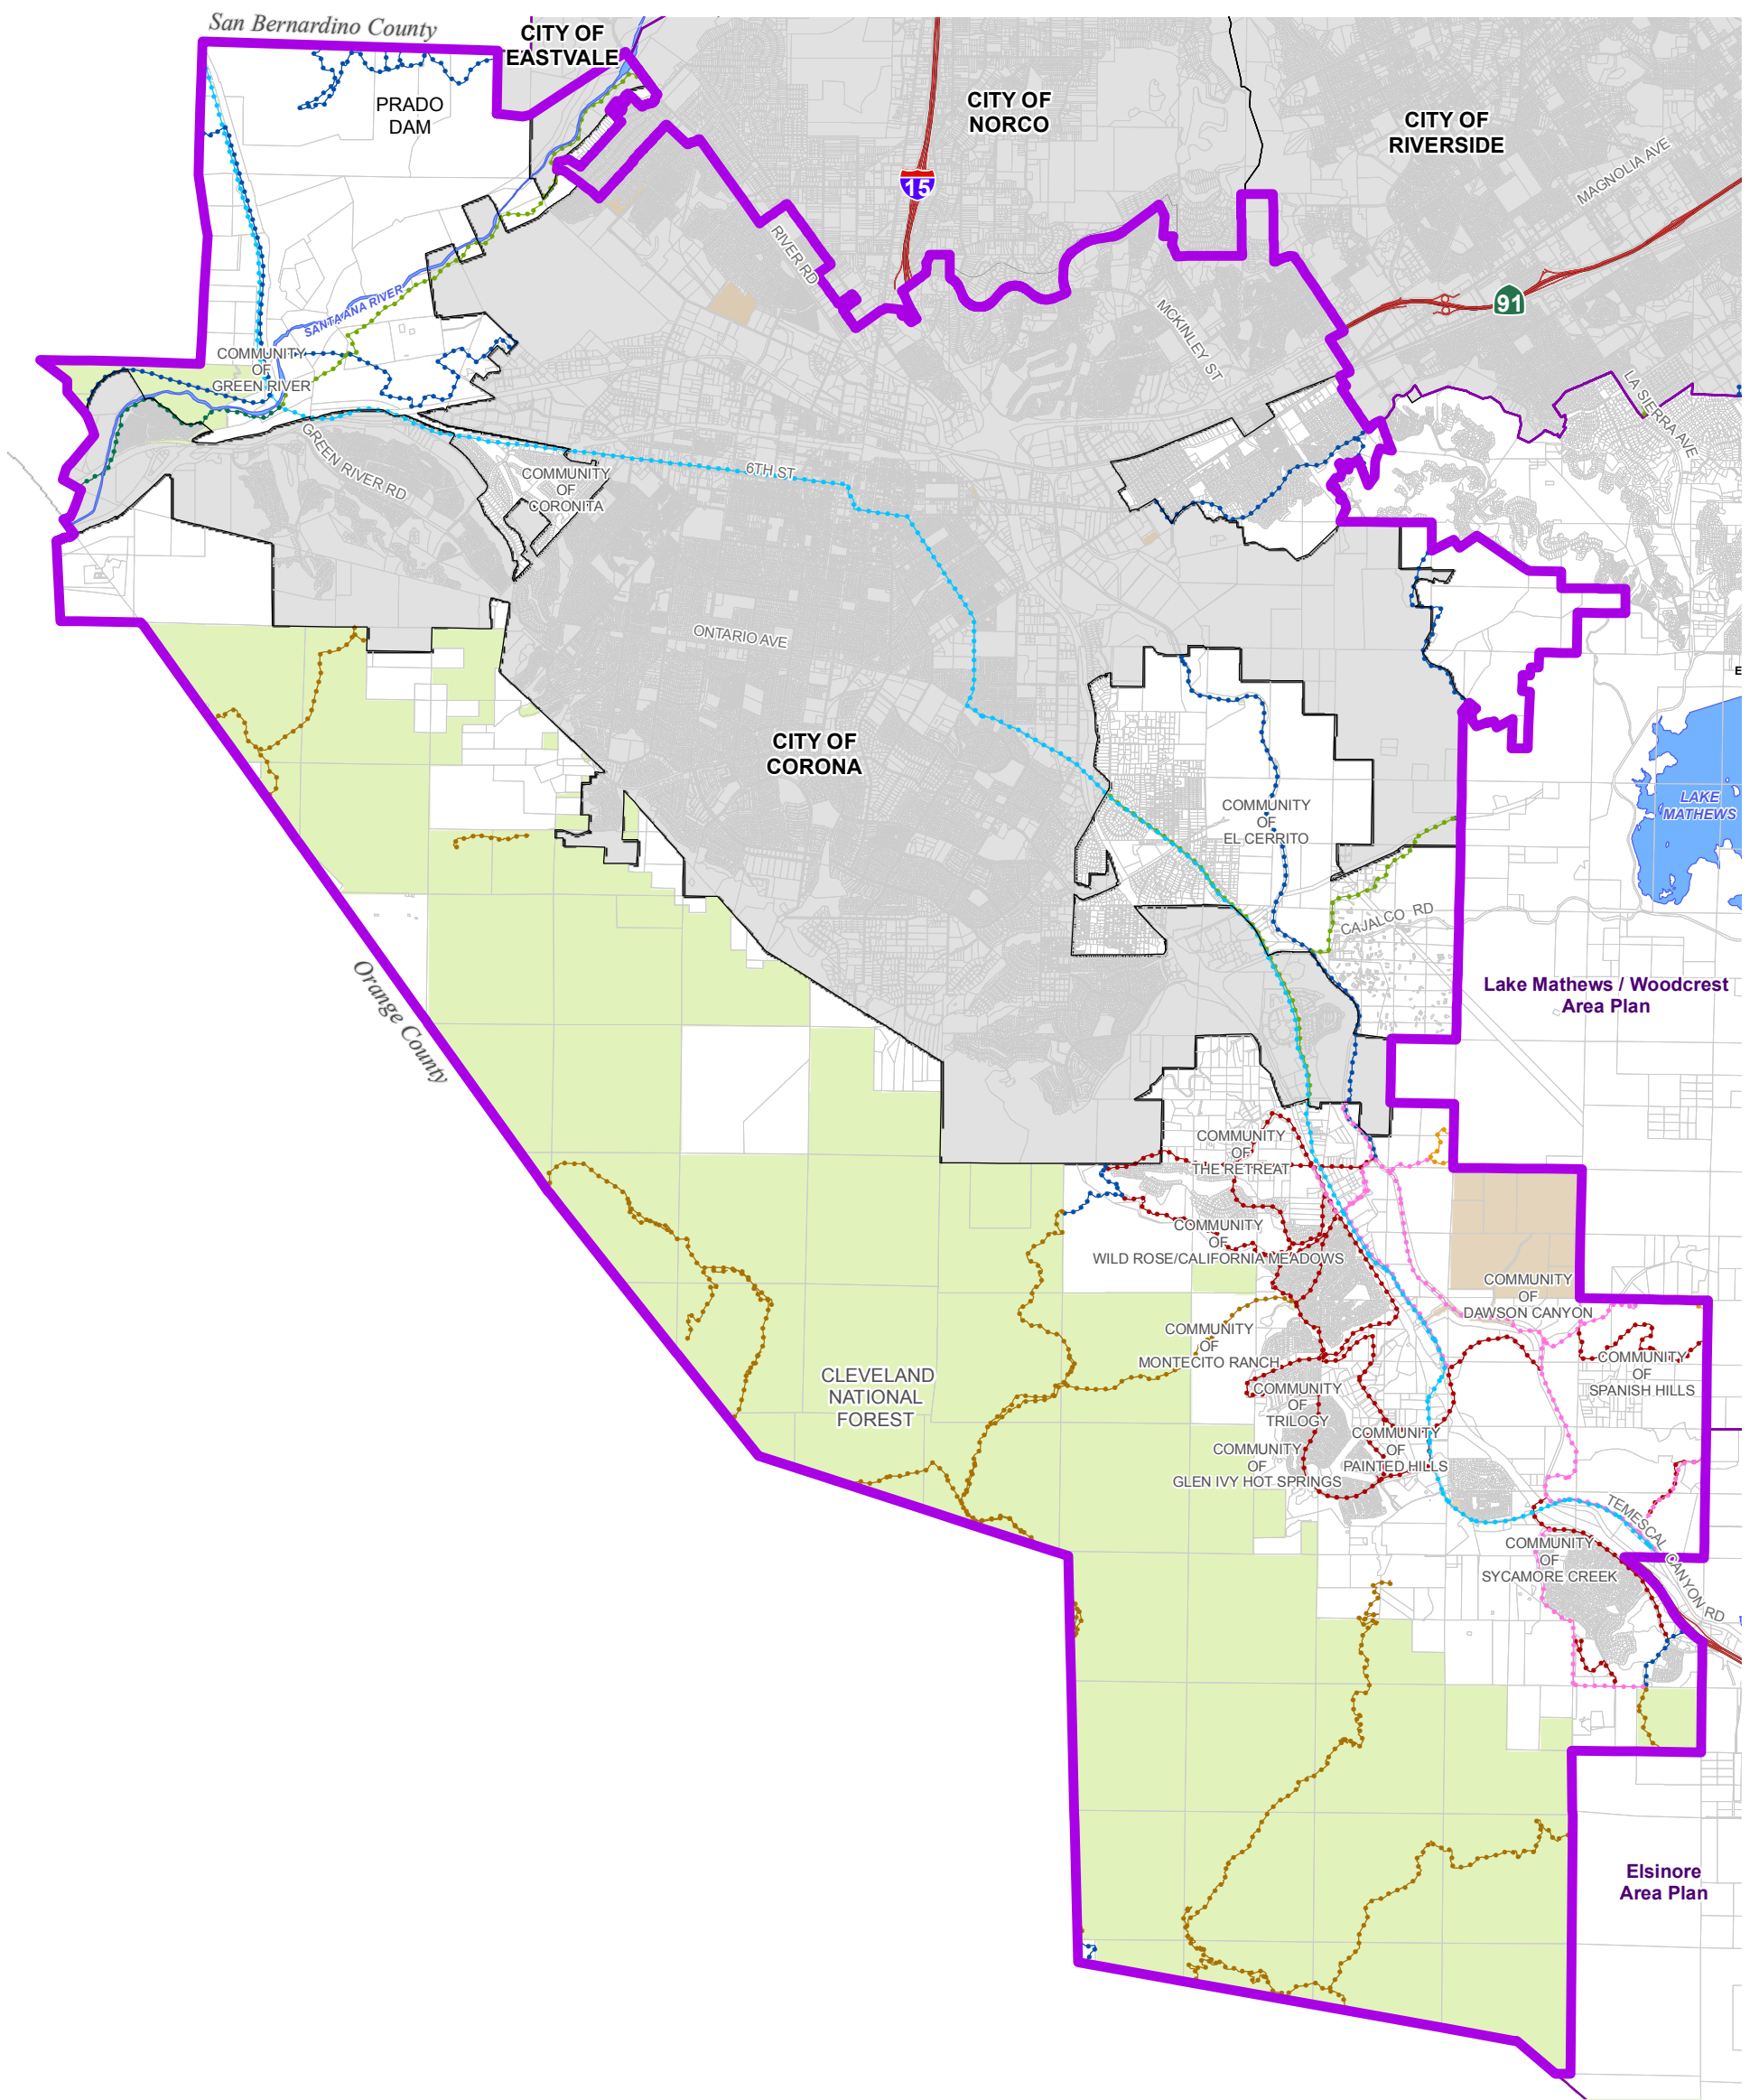 San Bernardino County
CITY OF
EASTVALE
PRADO
DAM
CITY OF
NORCO
CITY OF
RIVERSIDE
MAGNOLIA AVE
15
RIVER RD
91
SANTA ANA RIVER
MCKINLEY ST
COMMUNITY
OF
GREEN RIVER
LA SIERRA AVE
GREEN RIVER RD
6TH ST
COMMUNITY
OF
CORONITA
ONTARIO AVE
E
CITY OF
CORONA
LAKE
MATHEWS
COMMUNITY
OF
EL CERRITO
CAJALCO RD
Orange County
Lake Mathews / Woodcrest
Area Plan
COMMUNITY
OF
THE RETREAT
COMMUNITY
OF
WILD ROSE/CALIFORNIA MEADOWS
COMMUNITY
OF
DAWSON CANYON
COMMUNITY
OF
MONTECITO RANCH
CLEVELAND
NATIONAL
FOREST
COMMUNITY
OF
SPANISH HILLS
COMMUNITY
OF
TRILOGY
COMMUNITY
OF
PAINTED HILLS
COMMUNITY
OF
GLEN IVY HOT SPRINGS
TEMESCAL CANYON RD
COMMUNITY
OF
SYCAMORE CREEK
Elsinore
Area Plan